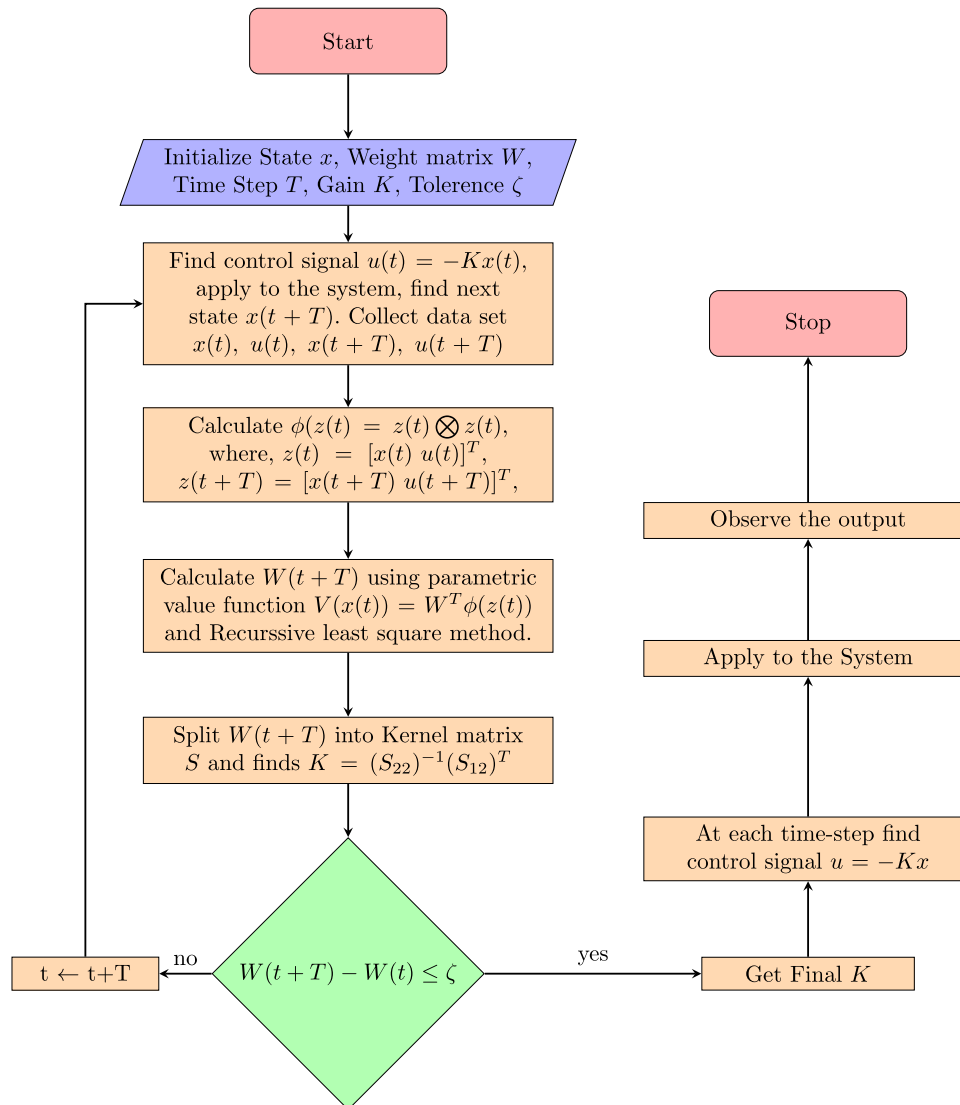 Start
Initialize State x, Weight matrix W,
Time Step T, Gain K, Tolerence ζ
Find control signal u(t) = −Kx(t),
apply to the system, find next
state x(t + T). Collect data set
x(t), u(t), x(t + T), u(t + T)
Calculate ϕ(z(t) = z(t) ⨂ z(t),
where, z(t) = [x(t) u(t)]^T,
z(t + T) = [x(t + T) u(t + T)]^T,
Calculate W(t + T) using parametric
value function V(x(t)) = W^Tϕ(z(t))
and Recurssive least square method.
Split W(t + T) into Kernel matrix
S and finds K = (S_22)^−1(S_12)^T
W(t + T) − W(t) ≤ ζ
no
t ← t+T
yes
Get Final K
At each time-step find
control signal u = −Kx
Apply to the System
Observe the output
Stop